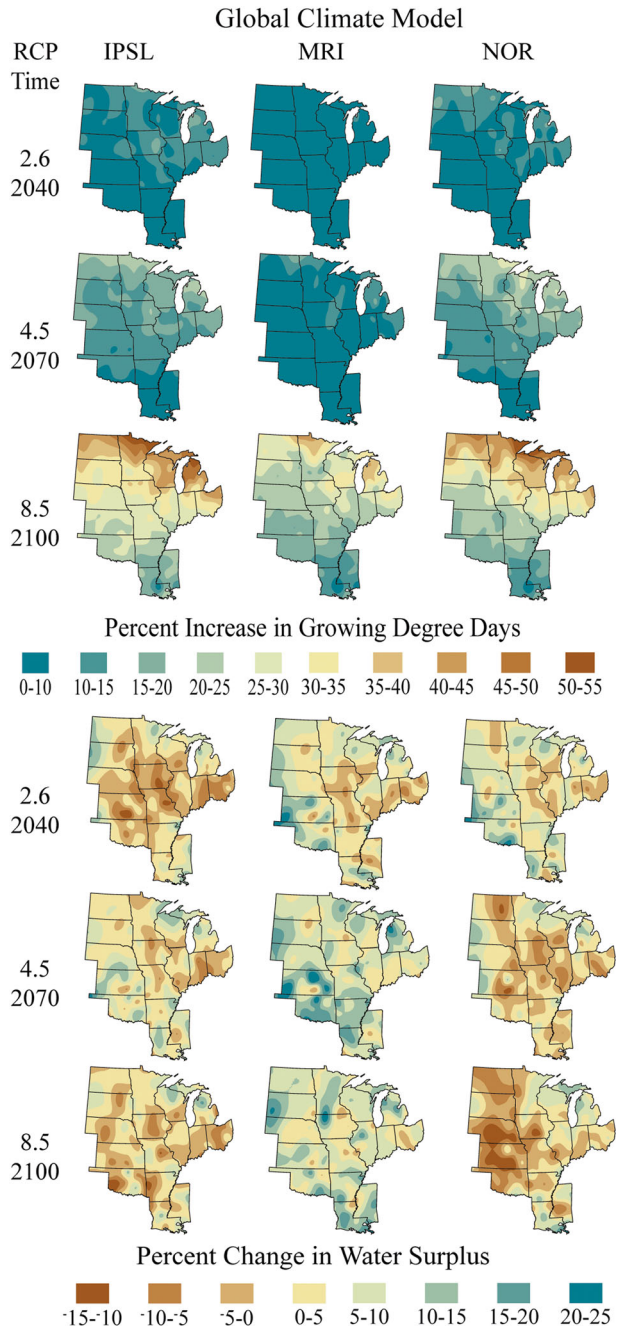 Global Climate Model
RCP IPSL MRI NOR
Time
2.6
2040
4.5
2070
8.5
2100
Percent Increase in Growing Degree Days
0-10 10-15 15-20 20-25 25-30 30-35 35-40 40-45 45-50 50-55
2.6
2040
4.5
2070
8.5
2100
Percent Change in Water Surplus
-15--10 -10--5 -5-0 0-5 5-10 10-15 15-20 20-25